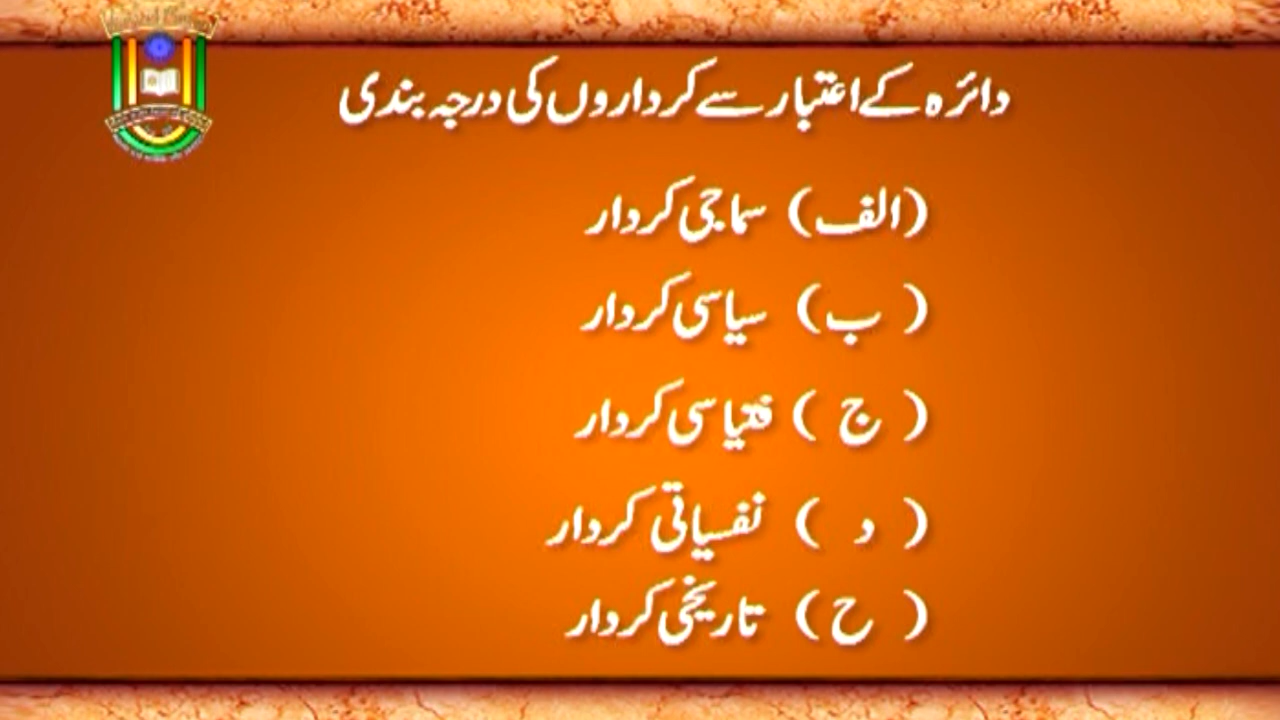 دائرہ کے اعتبار سے کرداروں کی درجہ بندی
(الف) سماجی کردار
( ب ) سیاسی کردار
( ج ) قیاسی کردار
( د ) نفسیاتی کردار
( ح ) تاریخی کردار